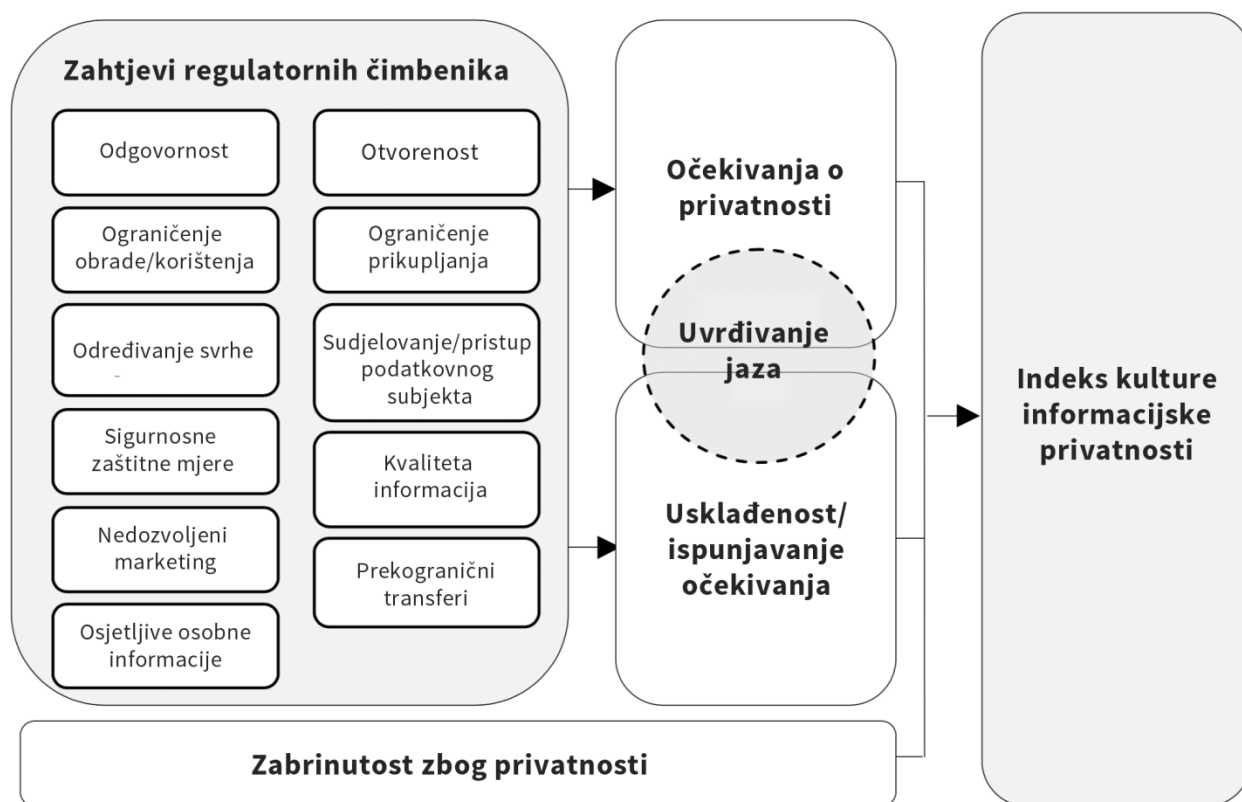 Zahtjevi regulatornih čimbenika
Odgovornost
Otvorenost
Ograničenje
obrade/korištenja
Ograničenje
prikupljanja
Određivanje svrhe
Sudjelovanje/pristup
podatkovnog
subjekta
Sigurnosne
zaštitne mjere
Kvaliteta
informacija
Nedozvoljeni
marketing
Prekogranični
transferi
Osjetljive osobne
informacije
Očekivanja o
privatnosti
Uvrđivanje
jaza
Usklađenost/
ispunjavanje
očekivanja
Zabrinutost zbog privatnosti
Indeks kulture
informacijske
privatnosti